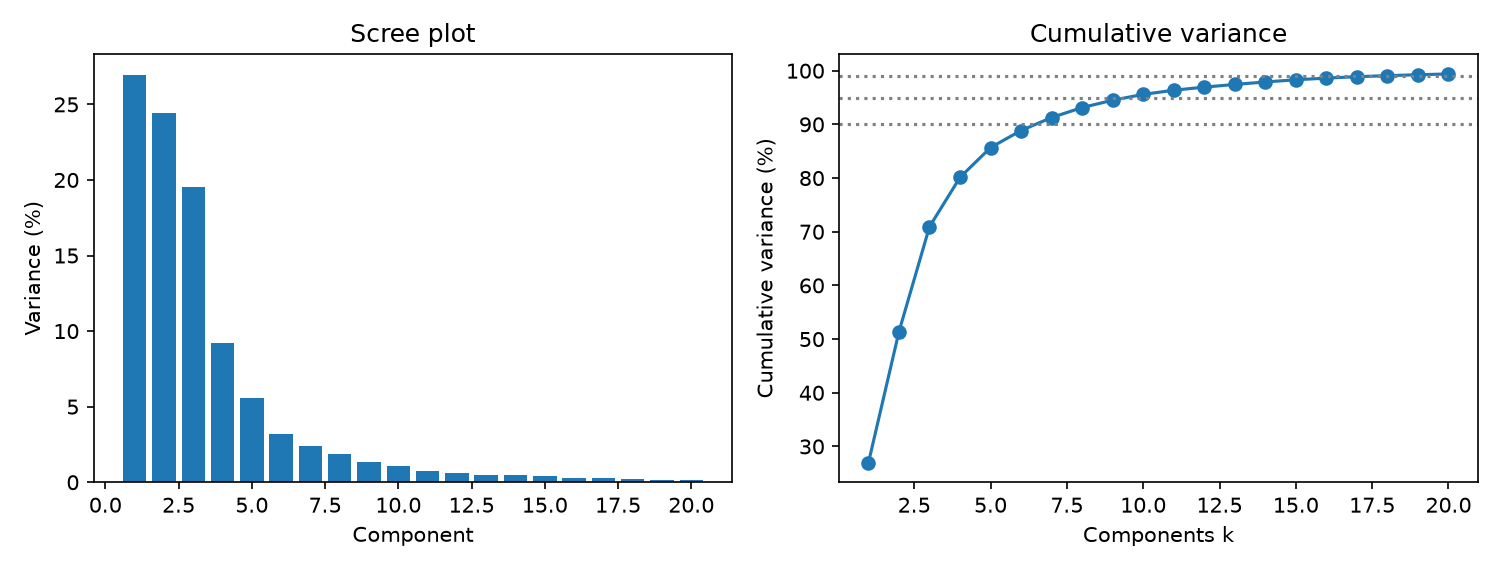 Scree plot
Variance (%)
25
20
15
10
5
0
0.0 2.5 5.0 7.5 10.0 12.5 15.0 17.5 20.0
Component
Cumulative variance
Cumulative variance (%)
100
90
80
70
60
50
40
30
2.5 5.0 7.5 10.0 12.5 15.0 17.5 20.0
Components k